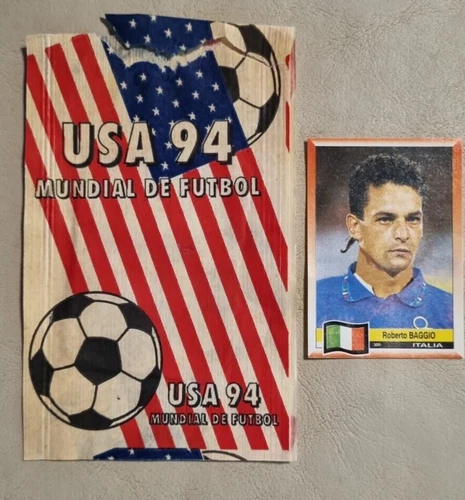 USA 94
MUNDIAL DE FUTBOL
USA 94
MUNDIAL DE FUTBOL
Roberto BAGGIO
ITALIA